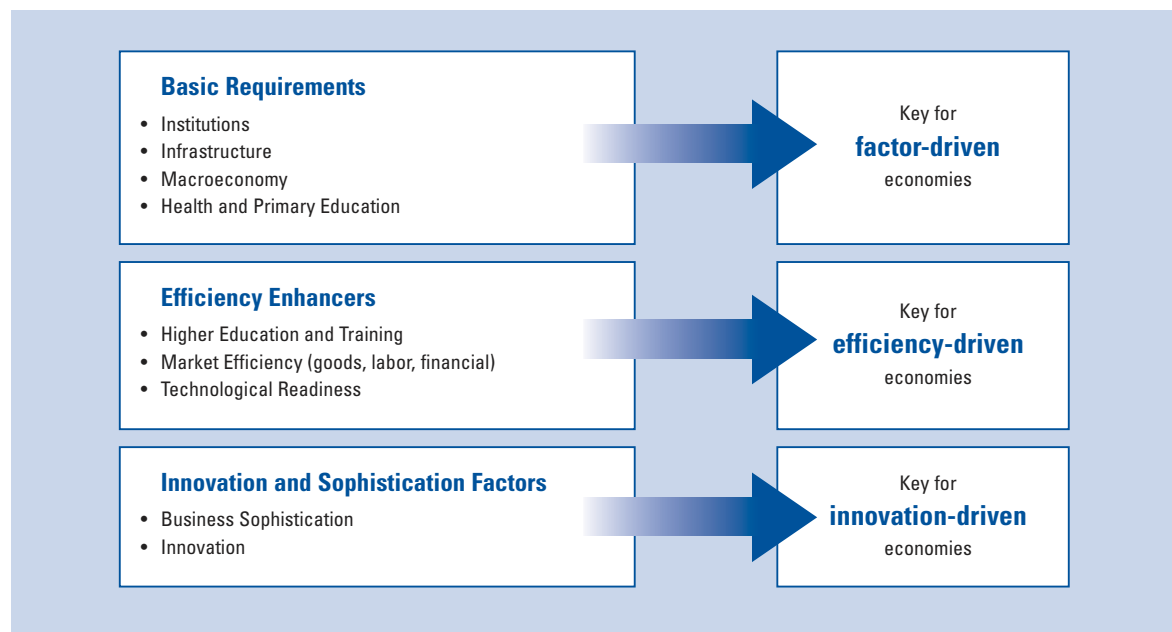 Basic Requirements
• Institutions
• Infrastructure
• Macroeconomy
• Health and Primary Education
Key for
factor-driven
economies
Efficiency Enhancers
• Higher Education and Training
• Market Efficiency (goods, labor, financial)
• Technological Readiness
Key for
efficiency-driven
economies
Innovation and Sophistication Factors
• Business Sophistication
• Innovation
Key for
innovation-driven
economies